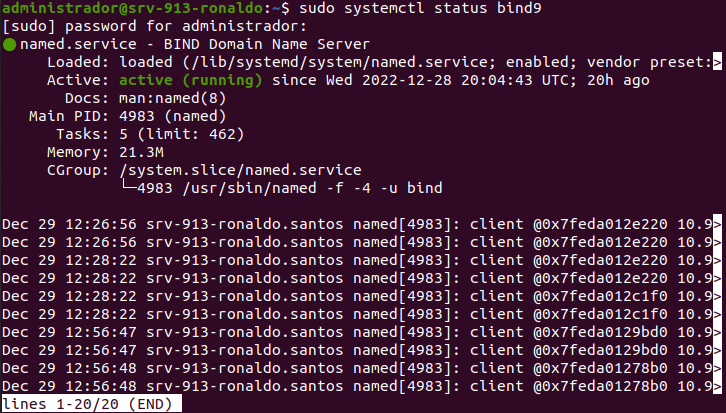 administrador@srv-913-ronaldo:~$ sudo systemctl status bind9
[sudo] password for administrador:
● named.service - BIND Domain Name Server
     Loaded: loaded (/lib/systemd/system/named.service; enabled; vendor preset:>
     Active: active (running) since Wed 2022-12-28 20:04:43 UTC; 20h ago
       Docs: man:named(8)
   Main PID: 4983 (named)
      Tasks: 5 (limit: 462)
     Memory: 21.3M
     CGroup: /system.slice/named.service
             └─4983 /usr/sbin/named -f -4 -u bind
Dec 29 12:26:56 srv-913-ronaldo.santos named[4983]: client @0x7feda012e220 10.9>
Dec 29 12:26:56 srv-913-ronaldo.santos named[4983]: client @0x7feda012e220 10.9>
Dec 29 12:28:22 srv-913-ronaldo.santos named[4983]: client @0x7feda012e220 10.9>
Dec 29 12:28:22 srv-913-ronaldo.santos named[4983]: client @0x7feda012e220 10.9>
Dec 29 12:28:22 srv-913-ronaldo.santos named[4983]: client @0x7feda012c1f0 10.9>
Dec 29 12:28:22 srv-913-ronaldo.santos named[4983]: client @0x7feda012c1f0 10.9>
Dec 29 12:56:47 srv-913-ronaldo.santos named[4983]: client @0x7feda0129bd0 10.9>
Dec 29 12:56:47 srv-913-ronaldo.santos named[4983]: client @0x7feda0129bd0 10.9>
Dec 29 12:56:48 srv-913-ronaldo.santos named[4983]: client @0x7feda01278b0 10.9>
Dec 29 12:56:48 srv-913-ronaldo.santos named[4983]: client @0x7feda01278b0 10.9>
lines 1-20/20 (END)